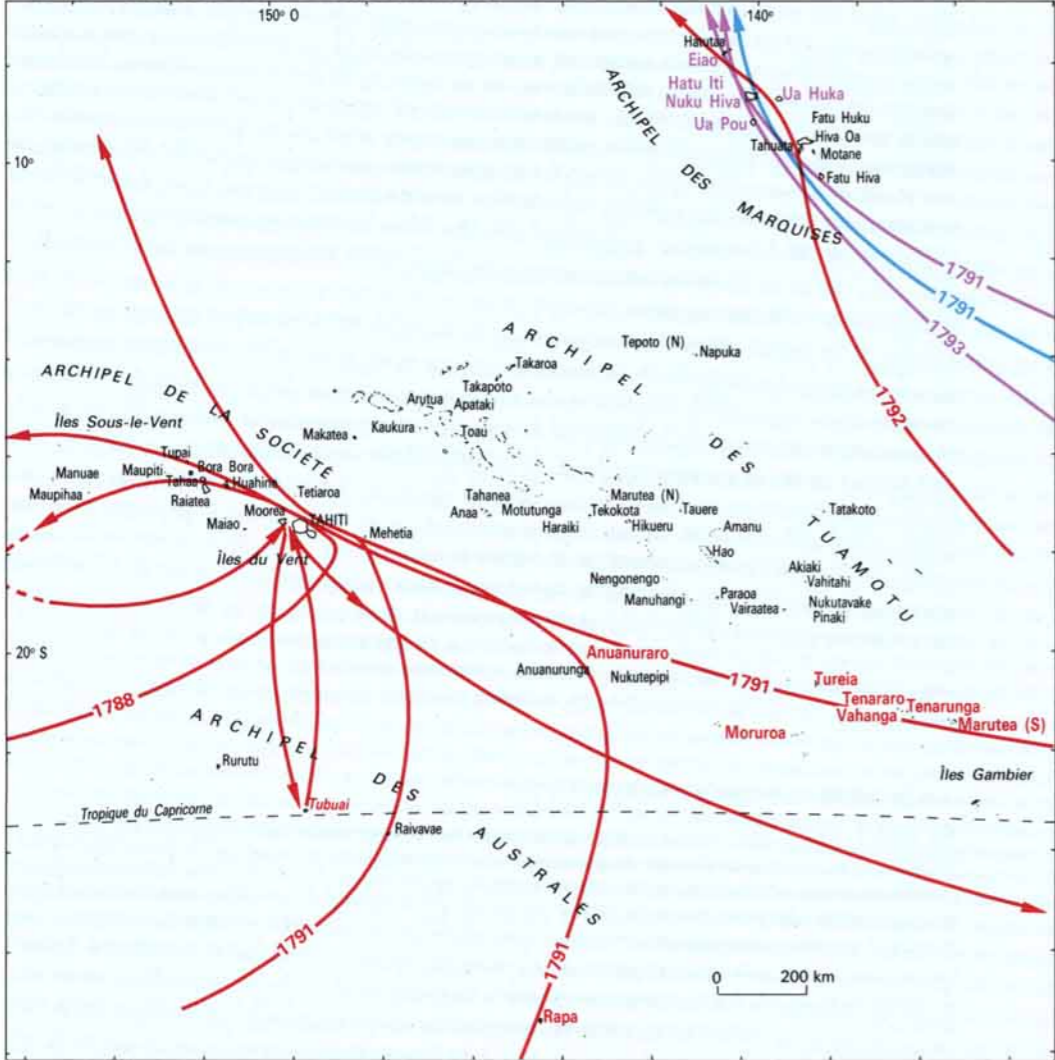 150° O
140°
Hatutaa
Eiao
Hatu Iti
Nuku Hiva
Ua Huka
Ua Pou
Fatu Huku
Hiva Oa
Tahuata
Motane
Fatu Hiva
ARCHIPEL DES MARQUISES
10°
1791
1791
1793
1792
ARCHIPEL DES TUAMOTU
Tepoto (N)
Napuka
Takaroa
Takapoto
Arutua
Apataki
Kaukura
Toau
Makatea
ARCHIPEL DE LA SOCIÉTÉ
Îles Sous-le-Vent
Tupai
Manuae
Maupiti
Bora Bora
Tahaa
Huahine
Maupihaa
Raiatea
Tetiaroa
Moorea
TAHITI
Maiao
Mehetia
Îles du Vent
Tahanea
Anaa
Motutunga
Marutea (N)
Tekokota
Tauere
Haraiki
Hikueru
Amanu
Tatakoto
Hao
Akiaki
Vahitahi
Nengonengo
Manuhangi
Paraoa
Vairaatea
Nukutavake
Pinaki
20° S
Anuanuraro
Anuanurunga
Nukutepipi
1791
Tureia
Tenararo
Tenarunga
Vahanga
Marutea (S)
Moruroa
Îles Gambier
1788
ARCHIPEL DES AUSTRALES
Rurutu
Tropique du Capricorne
Tubuai
Raivavae
1791
1791
0 200 km
Rapa